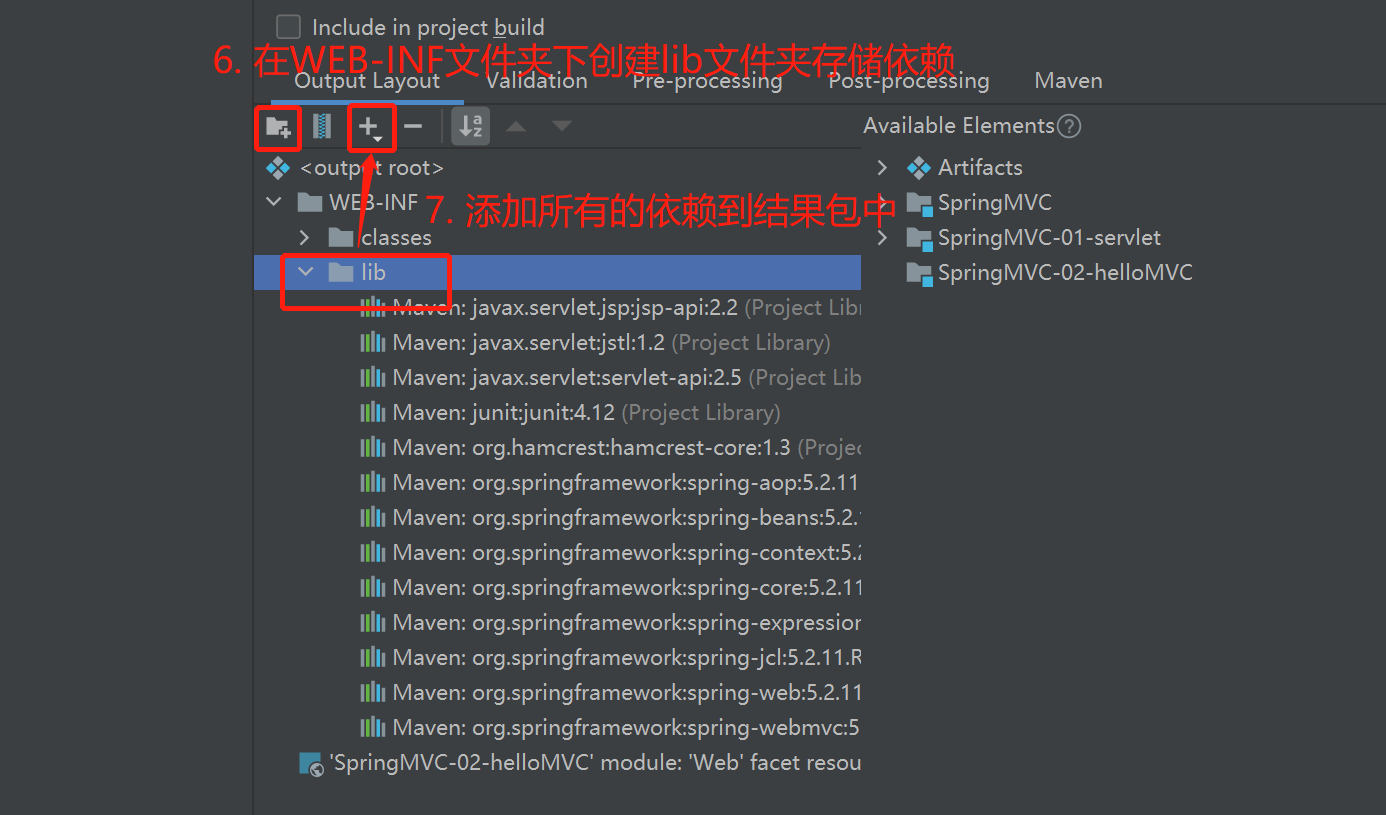 Include in project build
6. 在WEB-INF文件夹下创建lib文件夹存储依赖
Output Layout Validation Pre-processing Post-processing Maven
Available Elements
<output root>
Artifacts
WEB-INF
7. 添加所有的依赖到结果包中
SpringMVC
classes
SpringMVC-01-servlet
lib
SpringMVC-02-helloMVC
Maven: javax.servlet.jsp:jsp-api:2.2 (Project Libr
Maven: javax.servlet:jstl:1.2 (Project Library)
Maven: javax.servlet:servlet-api:2.5 (Project Lib
Maven: junit:junit:4.12 (Project Library)
Maven: org.hamcrest:hamcrest-core:1.3 (Projec
Maven: org.springframework:spring-aop:5.2.11
Maven: org.springframework:spring-beans:5.2.1
Maven: org.springframework:spring-context:5.2
Maven: org.springframework:spring-core:5.2.11
Maven: org.springframework:spring-expression
Maven: org.springframework:spring-jcl:5.2.11.R
Maven: org.springframework:spring-web:5.2.11
Maven: org.springframework:spring-webmvc:5
'SpringMVC-02-helloMVC' module: 'Web' facet resou